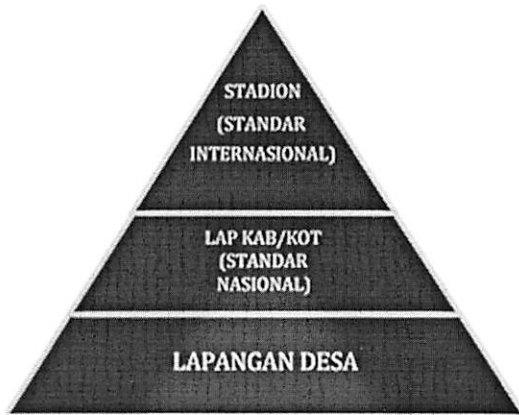 STADION
(STANDAR
INTERNASIONAL)
LAP KAB/KOT
(STANDAR
NASIONAL)
LAPANGAN DESA